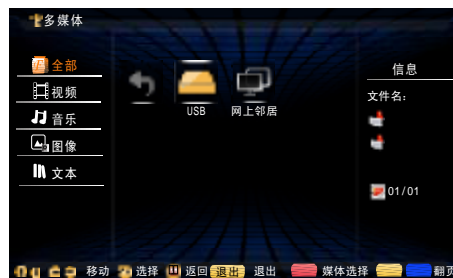 多媒体
全部
视频
音乐
图像
文本
USB
网上邻居
信息
文件名:
01/01
移动 选择 返回 退出 退出 媒体选择 翻页